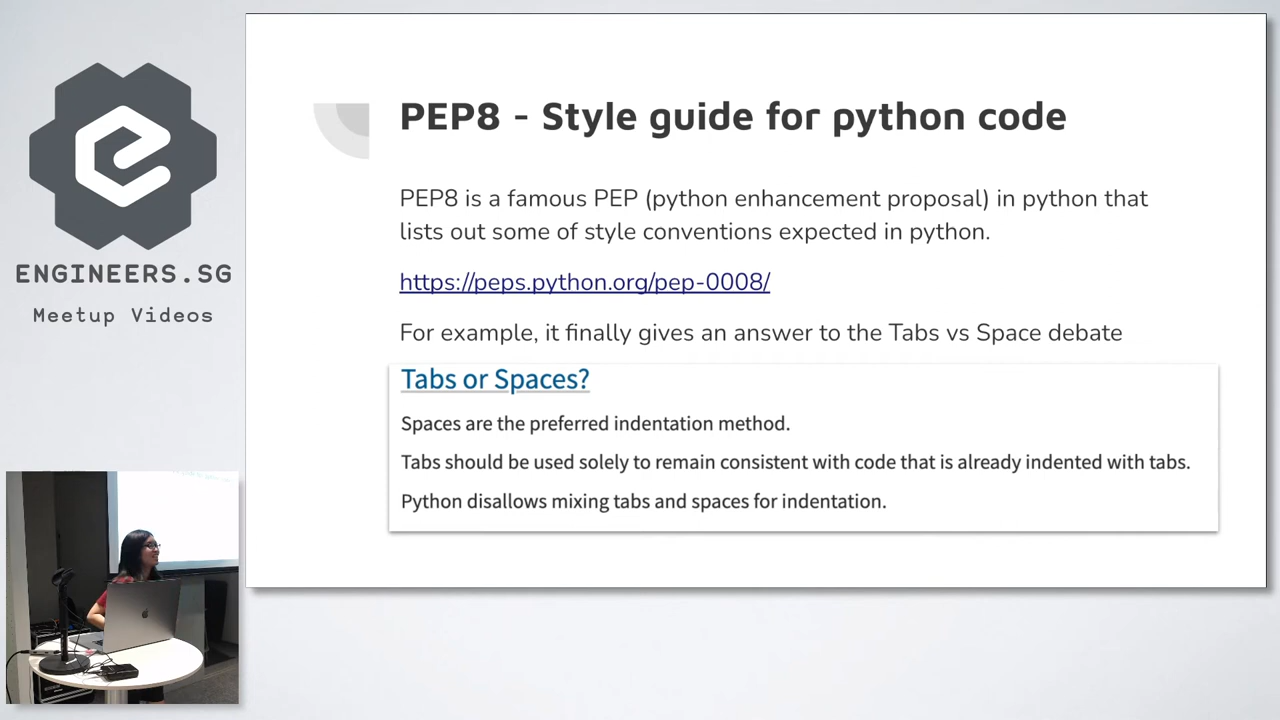 ENGINEERS.SG
Meetup Videos
PEP8 - Style guide for python code
PEP8 is a famous PEP (python enhancement proposal) in python that
lists out some of style conventions expected in python.
https://peps.python.org/pep-0008/
For example, it finally gives an answer to the Tabs vs Space debate
Tabs or Spaces?
Spaces are the preferred indentation method.
Tabs should be used solely to remain consistent with code that is already indented with tabs.
Python disallows mixing tabs and spaces for indentation.